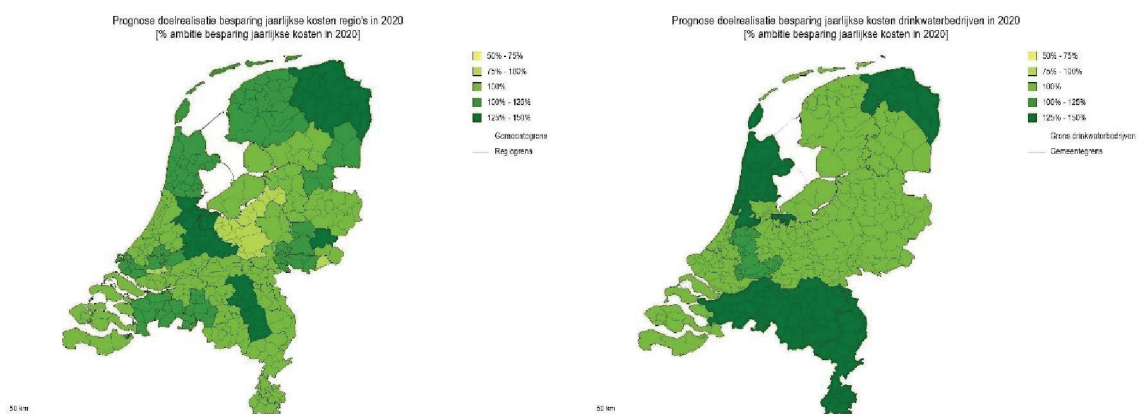 Prognose doelrealisatie besparing jaarlijkse kosten regio's in 2020
[% ambitie besparing jaarlijkse kosten in 2020]
50% - 75%
75% - 100%
100%
100% - 125%
125% - 150%
Gemeentegrens
Regiogrens
50 km
Prognose doelrealisatie besparing jaarlijkse kosten drinkwaterbedrijven in 2020
[% ambitie besparing jaarlijkse kosten in 2020]
50% - 75%
75% - 100%
100%
100% - 125%
125% - 150%
Grens drinkwaterbedrijven
Gemeentegrens
50 km